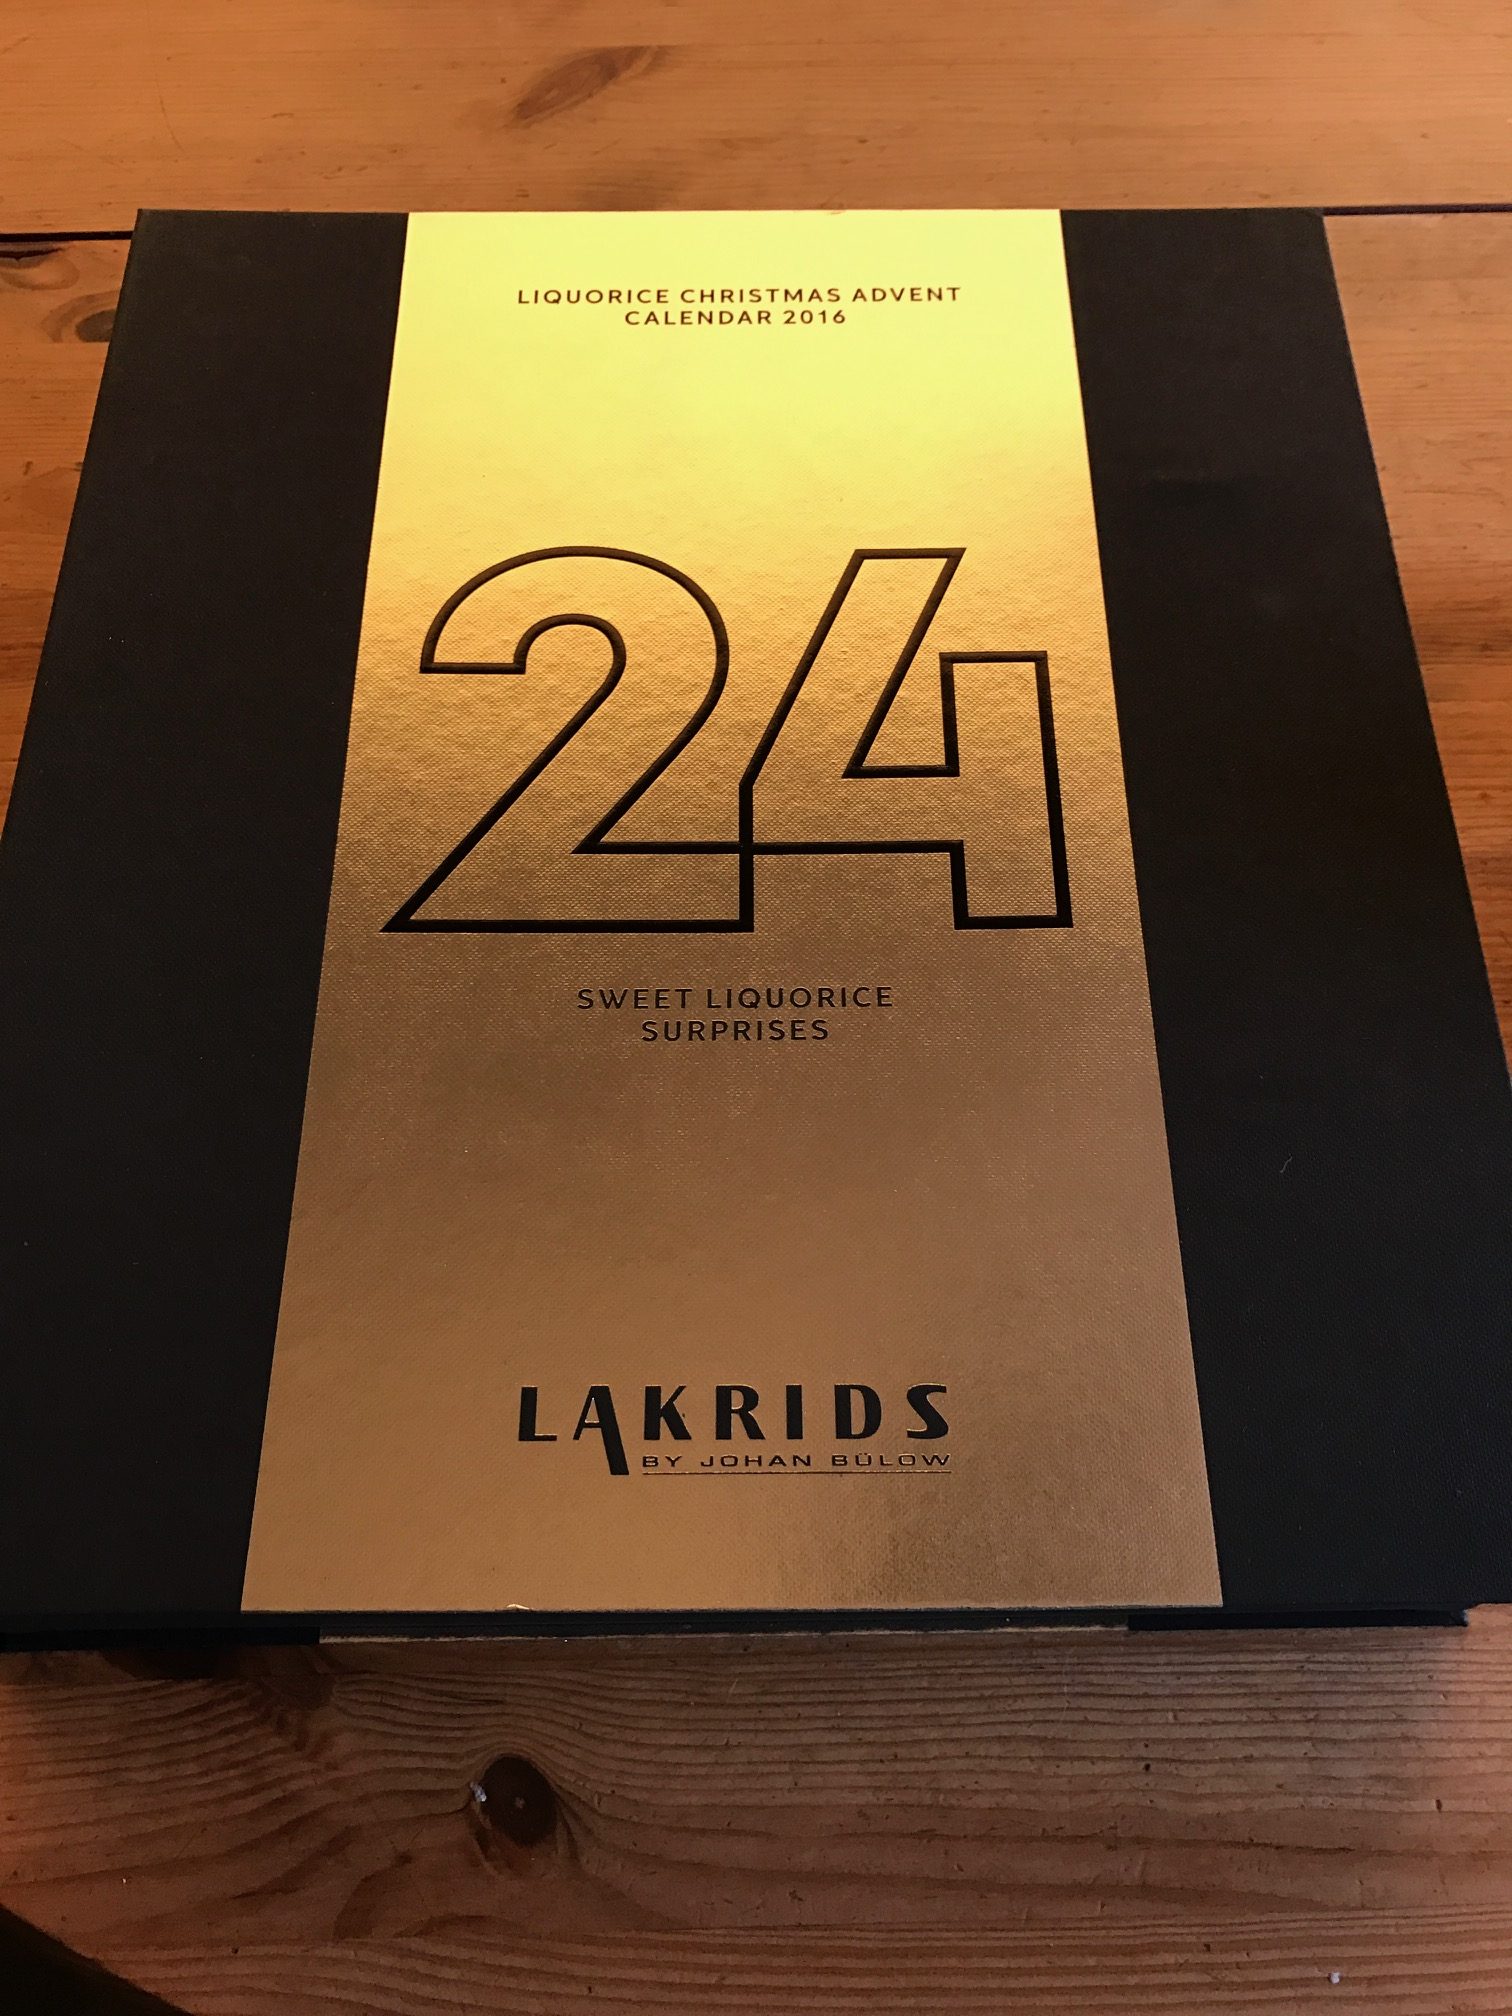 LIQUORICE CHRISTMAS ADVENT
CALENDAR 2016
24
SWEET LIQUORICE
SURPRISES
LAKRIDS
BY JOHAN BÜLOW